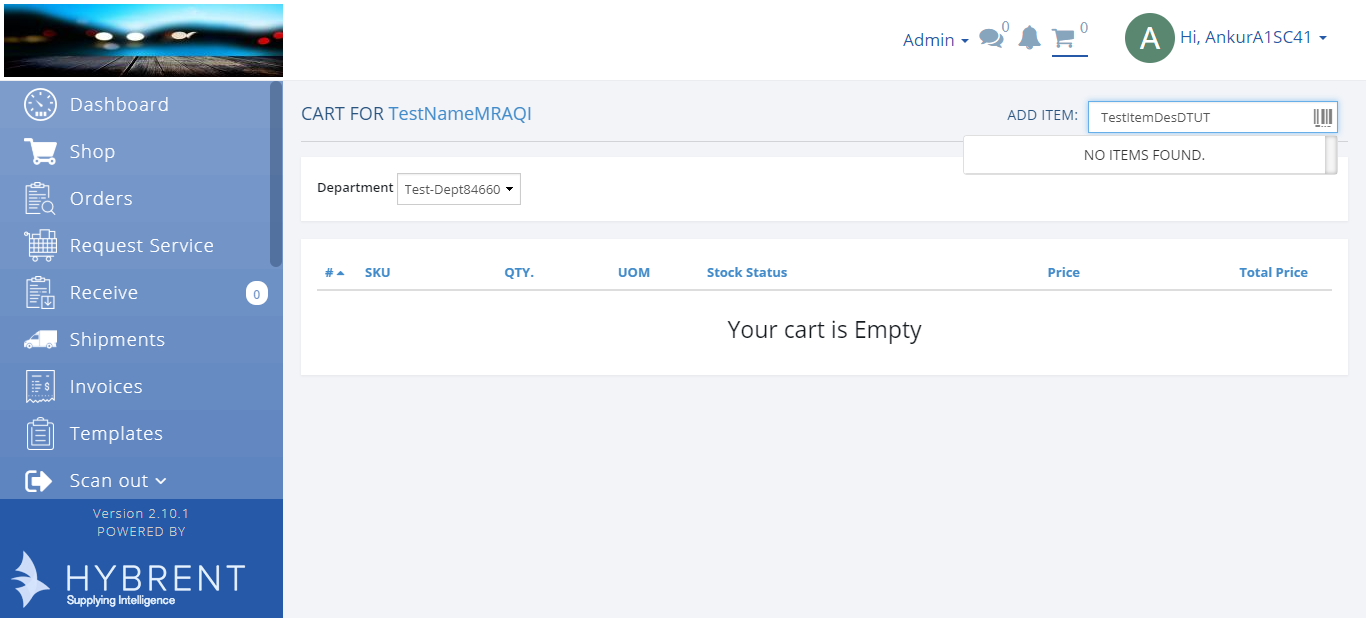 Admin
0
0
A
Hi, AnkurA1SC41
Dashboard
Shop
Orders
Request Service
Receive
0
Shipments
Invoices
Templates
Scan out
Version 2.10.1
POWERED BY
HYBRENT
Supplying Intelligence
CART FOR TestNameMRAQI
ADD ITEM:
TestItemDesDTUT
NO ITEMS FOUND.
Department
Test-Dept84660
# SKU QTY. UOM Stock Status Price Total Price
Your cart is Empty